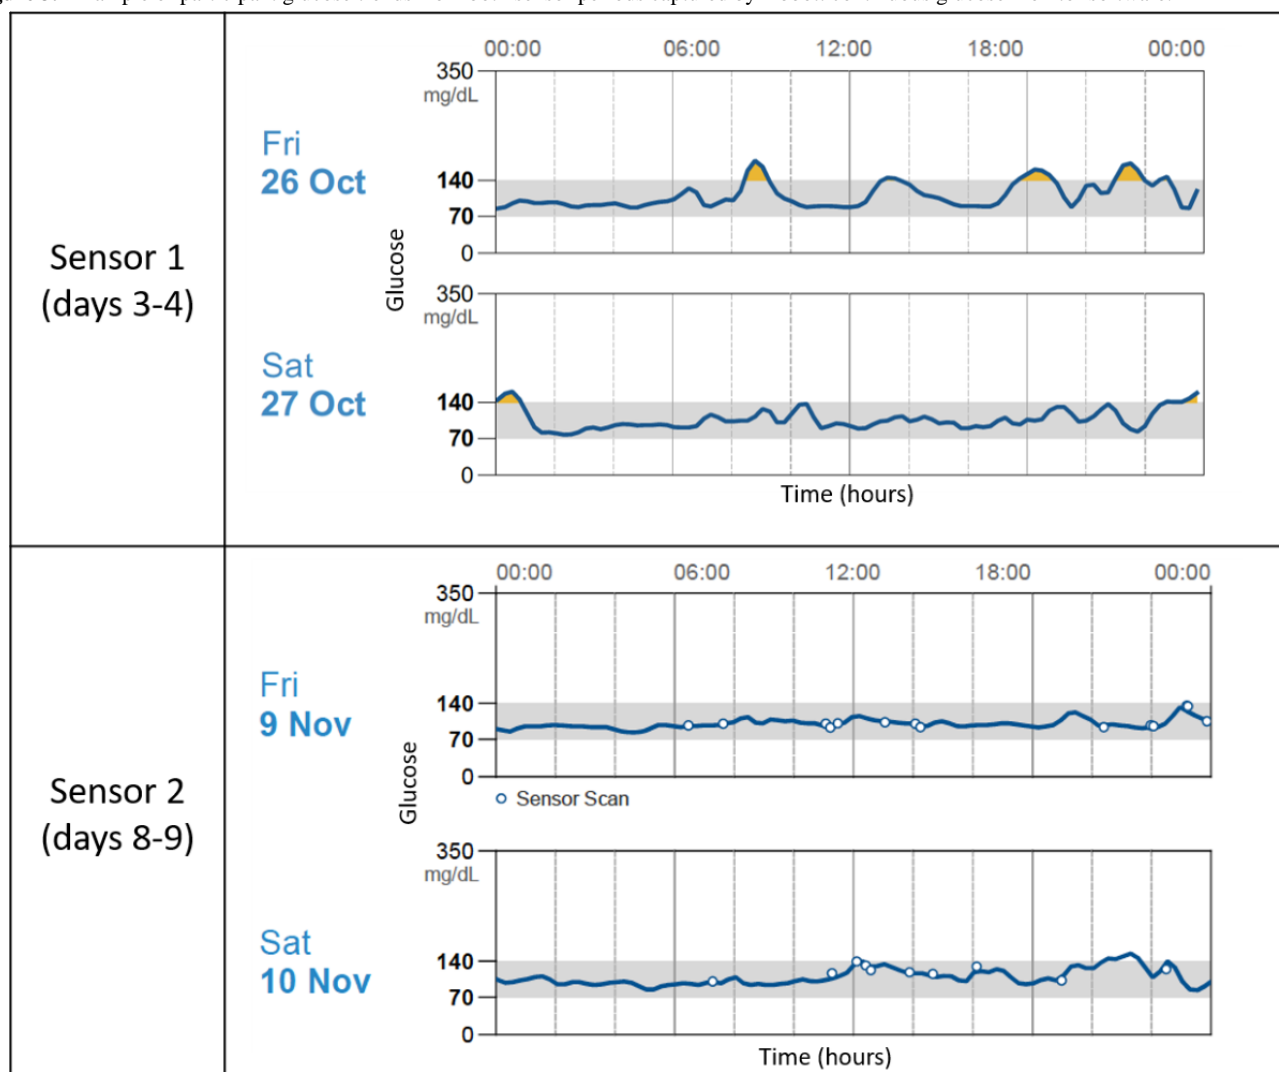 00:00 06:00 12:00 18:00 00:00
350
mg/dL
Fri
26 Oct
140
70
0
Sensor 1
(days 3-4)
Glucose
350
mg/dL
Sat
27 Oct
140
70
0
Time (hours)
00:00 06:00 12:00 18:00 00:00
350
mg/dL
Fri
9 Nov
140
70
0
Sensor Scan
Sensor 2
(days 8-9)
Glucose
350
mg/dL
Sat
10 Nov
140
70
0
Time (hours)